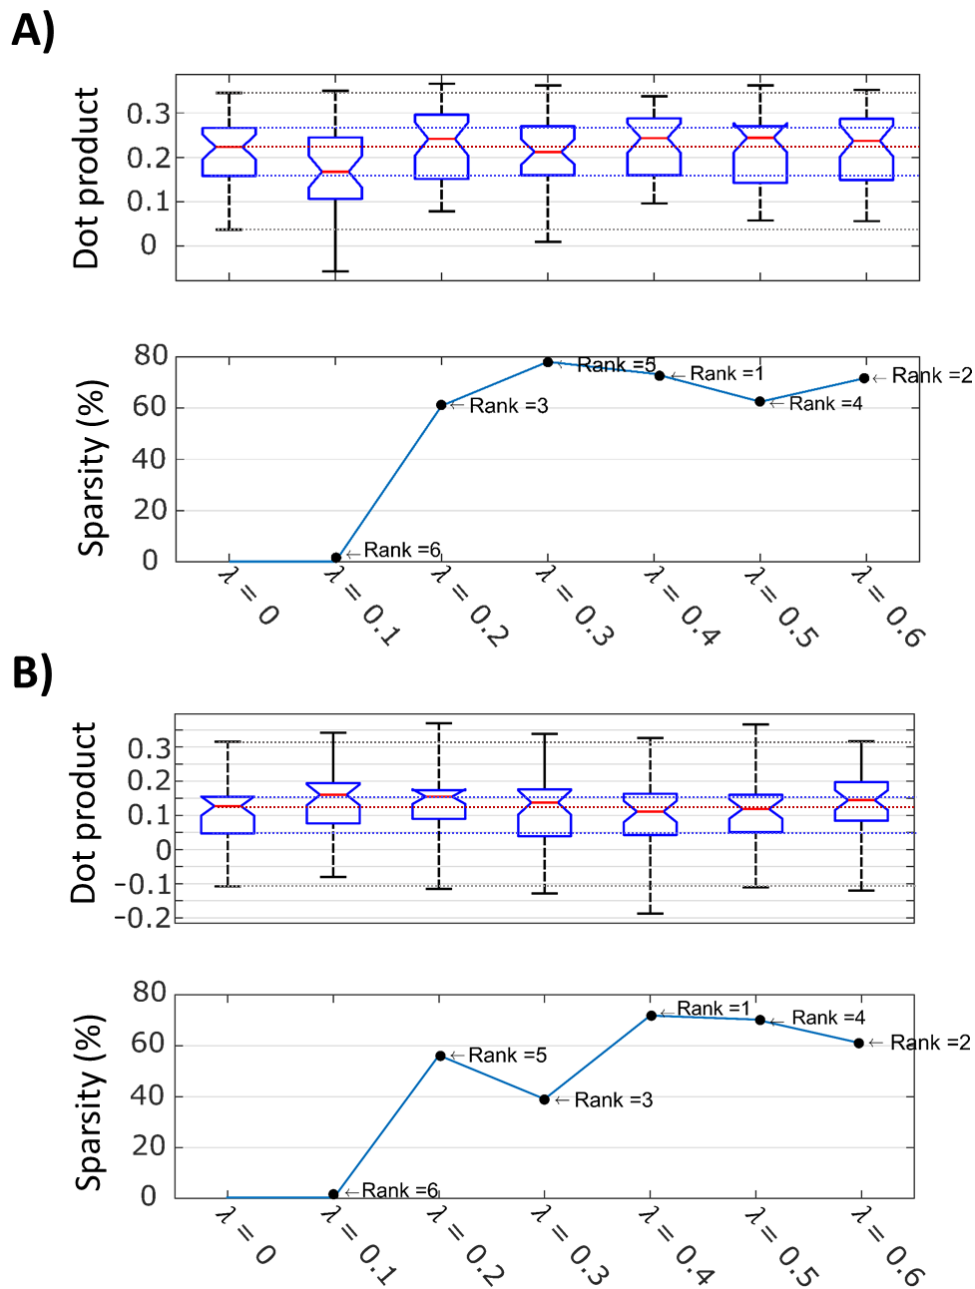 A)
Dot product
0.3
0.2
0.1
0
Sparsity (%)
80
60
40
20
0
←Rank =6
←Rank =3
←Rank =5
←Rank =1
←Rank =4
←Rank =2
λ = 0
λ = 0.1
λ = 0.2
λ = 0.3
λ = 0.4
λ = 0.5
λ = 0.6
B)
Dot product
0.3
0.2
0.1
0
−0.1
−0.2
Sparsity (%)
80
60
40
20
0
←Rank =6
←Rank =5
←Rank =3
←Rank =1
←Rank =4
←Rank =2
λ = 0
λ = 0.1
λ = 0.2
λ = 0.3
λ = 0.4
λ = 0.5
λ = 0.6